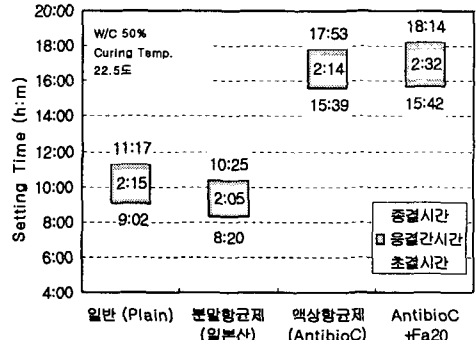 20:00
18:00
16:00
14:00
12:00
10:00
8:00
6:00
4:00
Setting Time (h:m)
W/C 50%
Curing Temp.
22.5도
11:17
2:15
9:02
10:25
2:05
8:20
17:53
2:14
15:39
18:14
2:32
15:42
종결시간
응결간시간
초결시간
일반 (Plain)
분말항균제
(일본산)
액상항균제
(AntibioC)
AntibioC
+Fa20